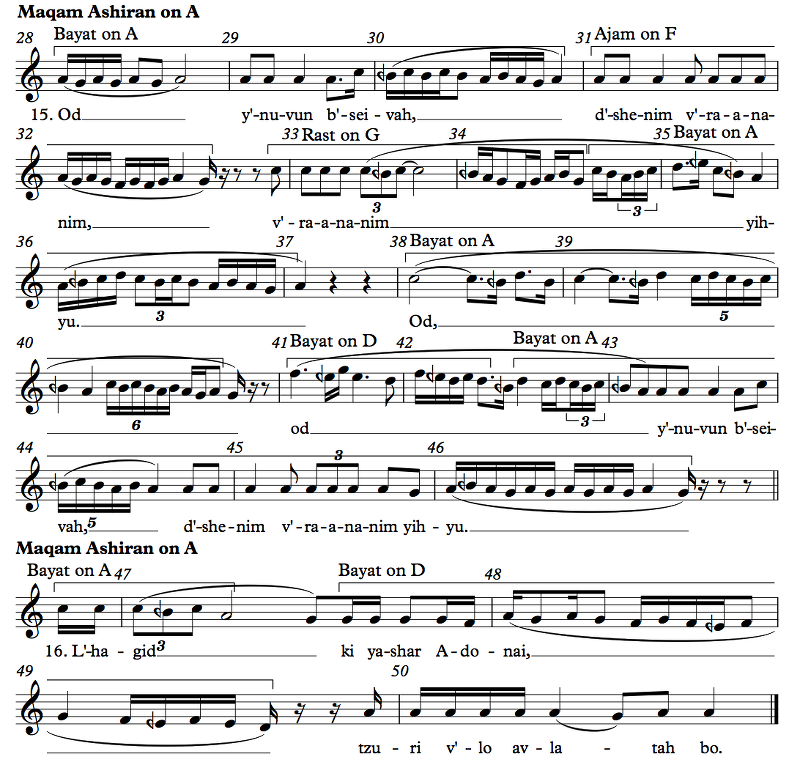 Maqam Ashiran on A
Bayat on A Ajam on F
28 29 30 31
15. Od y'-nu-vun b'-sei-vah, d'-she-nim v'-ra-a-na-
Rast on G Bayat on A
32 33 34 35
3 3
nim, v'-ra-a-na-nim yih-
Bayat on A
36 37 38 39
3 5
yu. Od,
Bayat on D Bayat on A
40 41 42 43
6 3
od y'-nu-vun b'-sei-
44 45 46
3
5
vah, d'-she-nim v'-ra-a-na-nim yih-yu.
Maqam Ashiran on A
Bayat on A 47 Bayat on D 48
3
16. L'-ha-gid ki ya-shar A-do-nai,
49 50
tzu-ri v'-lo av-la-tah bo.